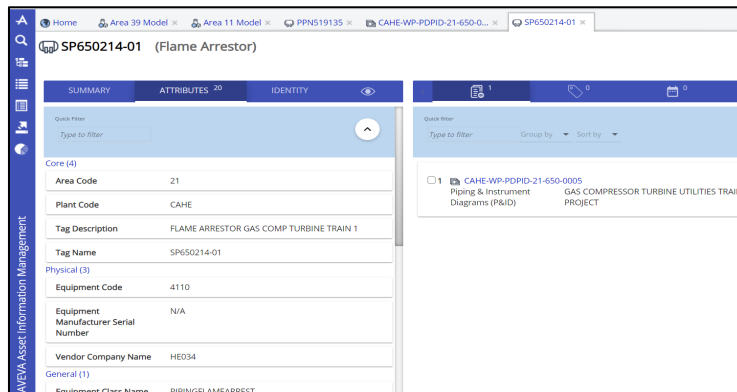 Home
Area 39 Model ×
Area 11 Model ×
PPN519135 ×
CAHE-WP-PDPID-21-650-0... ×
SP650214-01 ×
SP650214-01 (Flame Arrestor)
SUMMARY
ATTRIBUTES 20
IDENTITY
1
0
0
Quick Filter
Type to filter
Quick filter
Type to filter
Group by
Sort by
Core (4)
Area Code 21
Plant Code CAHE
Tag Description FLAME ARRESTOR GAS COMP TURBINE TRAIN 1
Tag Name SP650214-01
Physical (3)
Equipment Code 4110
Equipment N/A
Manufacturer Serial
Number
Vendor Company Name HE034
General (1)
Equipment Class Name PIPINGFLAMEARREST
1 CAHE-WP-PDPID-21-650-0005
Piping & Instrument GAS COMPRESSOR TURBINE UTILITIES TRAI
Diagrams (P&ID) PROJECT
AVEVA Asset Information Management